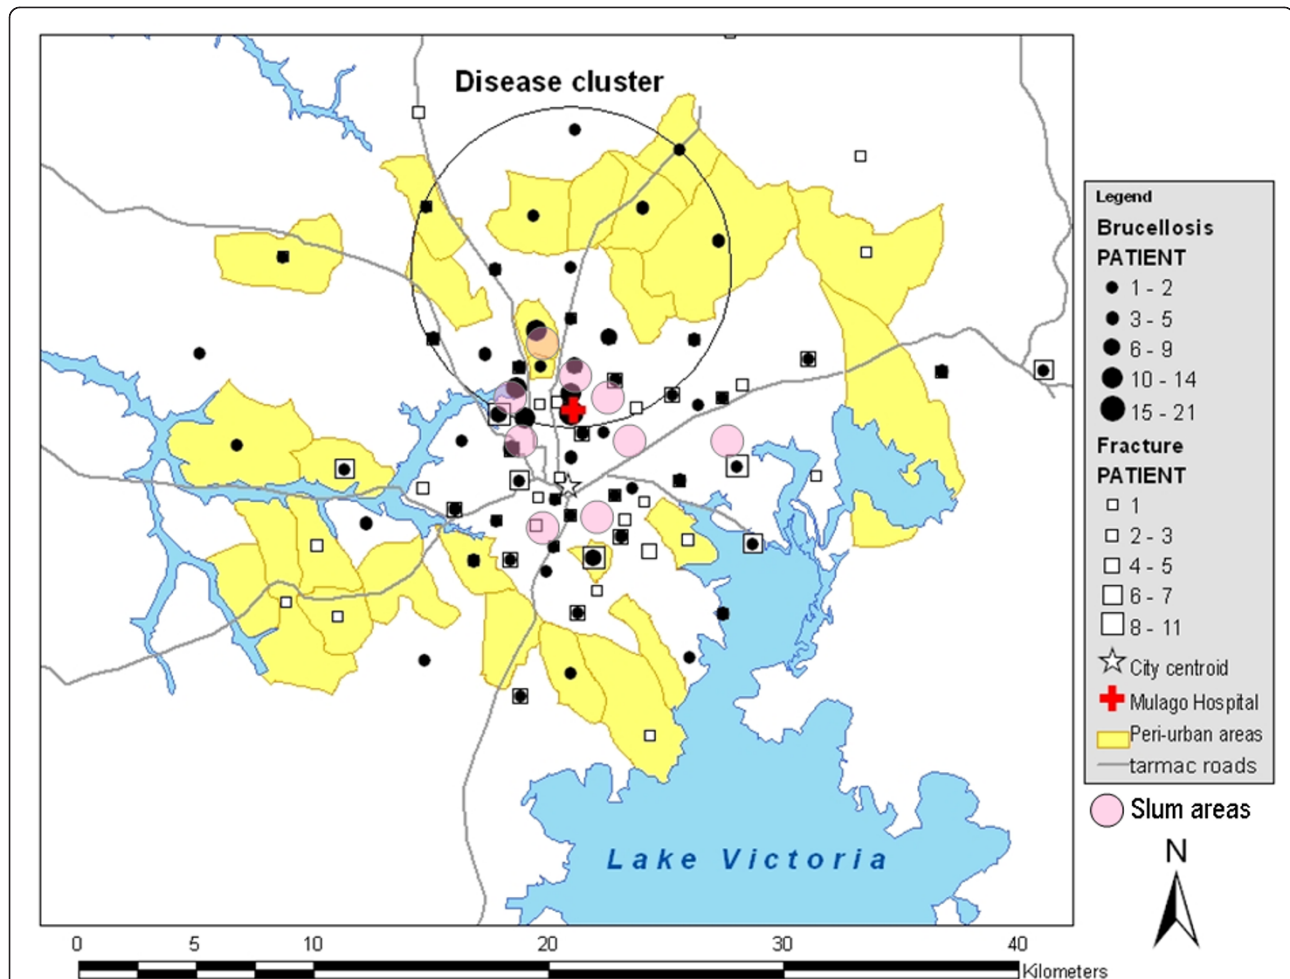 Disease cluster
Lake Victoria
Legend
Brucellosis
PATIENT
1 - 2
3 - 5
6 - 9
10 - 14
15 - 21
Fracture
PATIENT
1
2 - 3
4 - 5
6 - 7
8 - 11
City centroid
Mulago Hospital
Peri-urban areas
tarmac roads
Slum areas
N
0 5 10 20 30 40
Kilometers